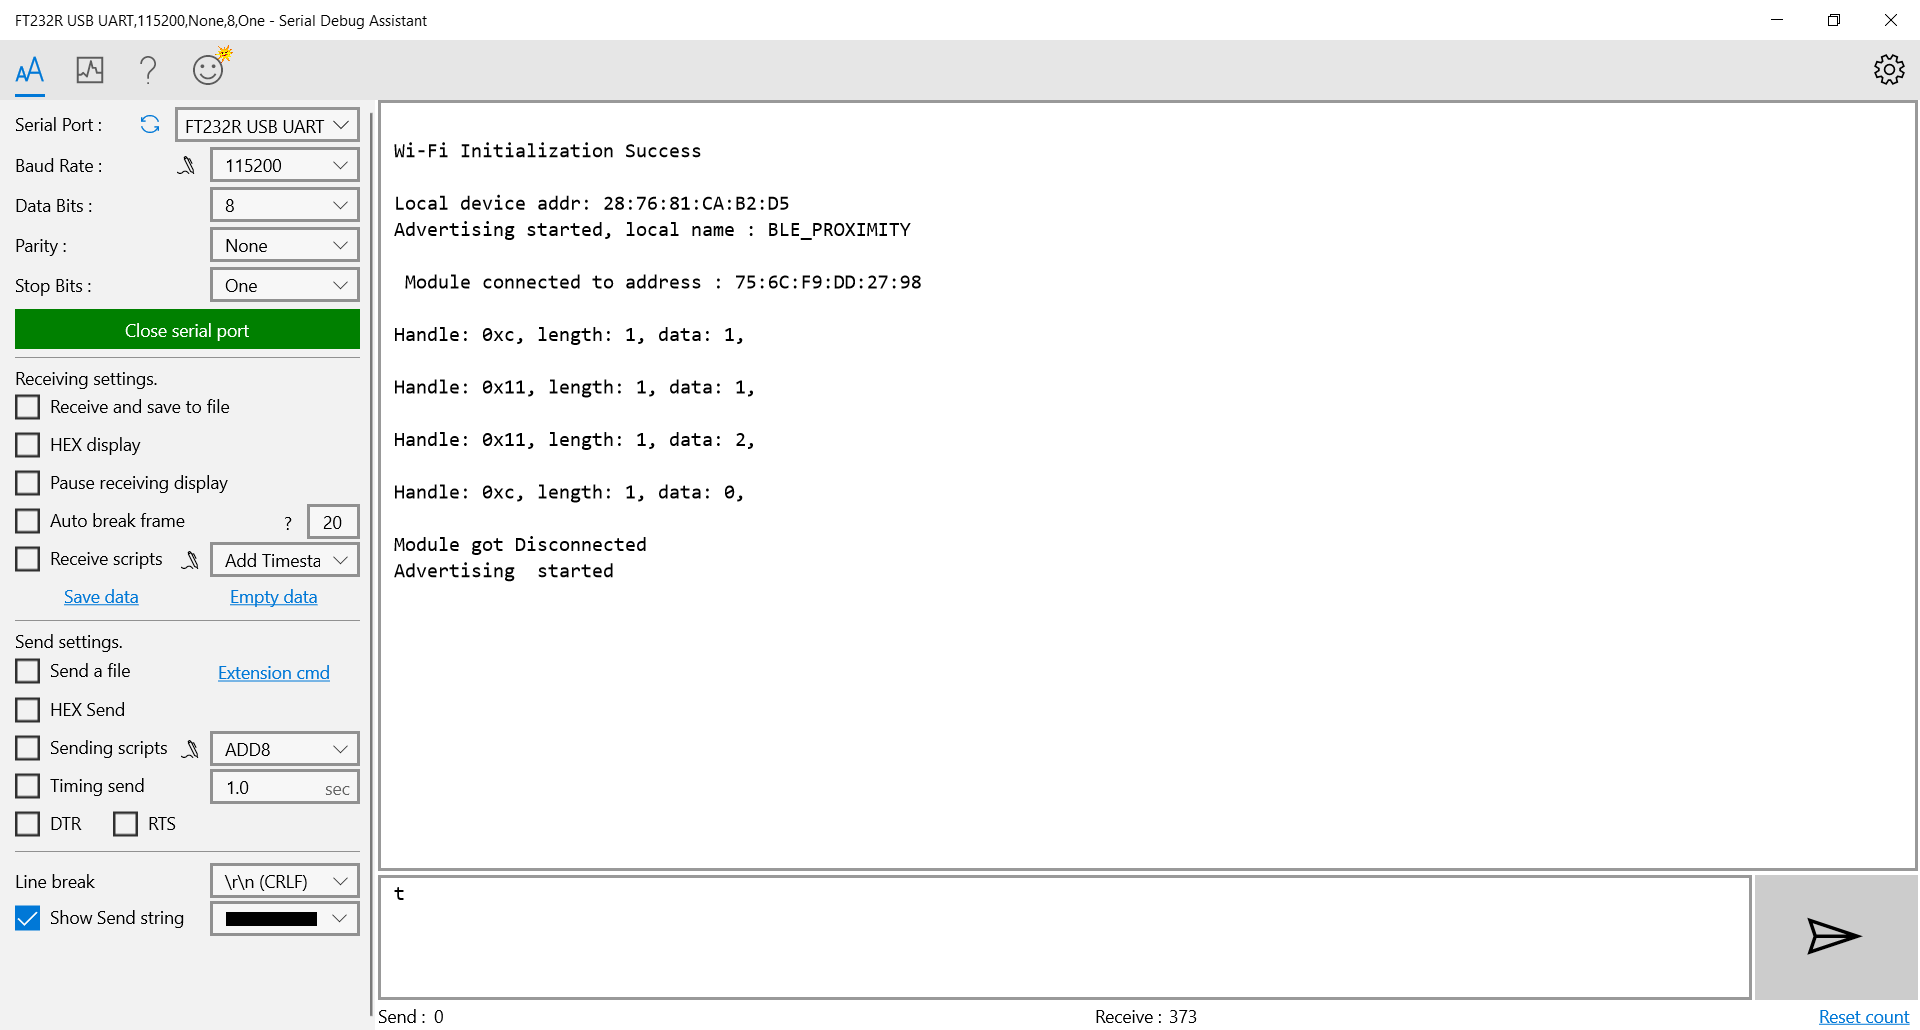 FT232R USB UART,115200,None,8,One - Serial Debug Assistant
AA
?
Serial Port :
FT232R USB UART
Baud Rate :
115200
Data Bits :
8
Parity :
None
Stop Bits :
One
Close serial port
Receiving settings.
Receive and save to file
HEX display
Pause receiving display
Auto break frame
?
20
Receive scripts
Add Timesta
Save data
Empty data
Send settings.
Send a file
Extension cmd
HEX Send
Sending scripts
ADD8
Timing send
1.0
sec
DTR
RTS
Line break
\r\n (CRLF)
Show Send string
Wi-Fi Initialization Success
Local device addr: 28:76:81:CA:B2:D5
Advertising started, local name : BLE_PROXIMITY
Module connected to address : 75:6C:F9:DD:27:98
Handle: 0xc, length: 1, data: 1,
Handle: 0x11, length: 1, data: 1,
Handle: 0x11, length: 1, data: 2,
Handle: 0xc, length: 1, data: 0,
Module got Disconnected
Advertising  started
t
Send : 0
Receive : 373
Reset count